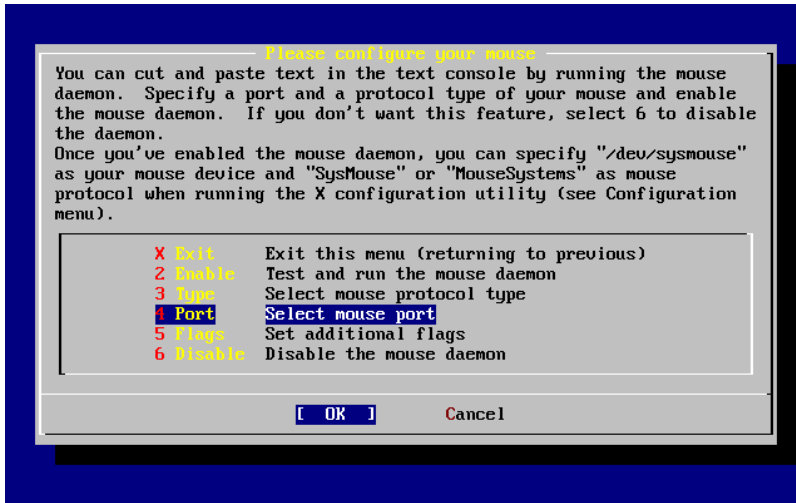 Please configure your mouse
You can cut and paste text in the text console by running the mouse
daemon.  Specify a port and a protocol type of your mouse and enable
the mouse daemon.  If you don't want this feature, select 6 to disable
the daemon.
Once you've enabled the mouse daemon, you can specify "/dev/sysmouse"
as your mouse device and "SysMouse" or "MouseSystems" as mouse
protocol when running the X configuration utility (see Configuration
menu).
X Exit     Exit this menu (returning to previous)
2 Enable   Test and run the mouse daemon
3 Type     Select mouse protocol type
4 Port     Select mouse port
5 Flags    Set additional flags
6 Disable  Disable the mouse daemon
[  OK  ]     Cancel